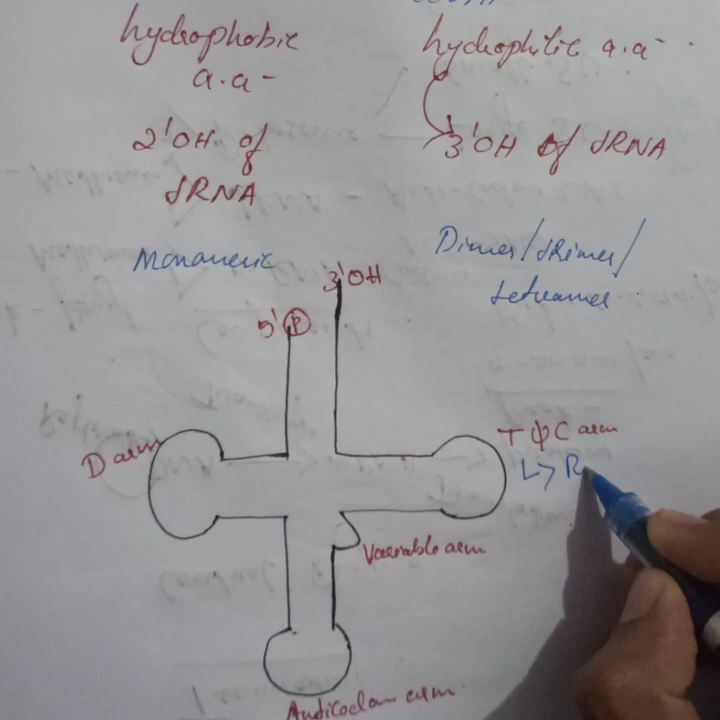 hydrophobic
a.a-
2'OH of
tRNA
Monomeric
hydrophilic a.a-
3'OH of tRNA
Dimer/trimer/
tetramer
3'OH
5' P
D arm
TψC arm
↳ R
Variable arm
Anticodon arm.